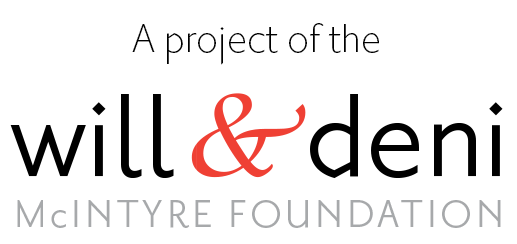 A project of the
will & deni
McINTYRE FOUNDATION